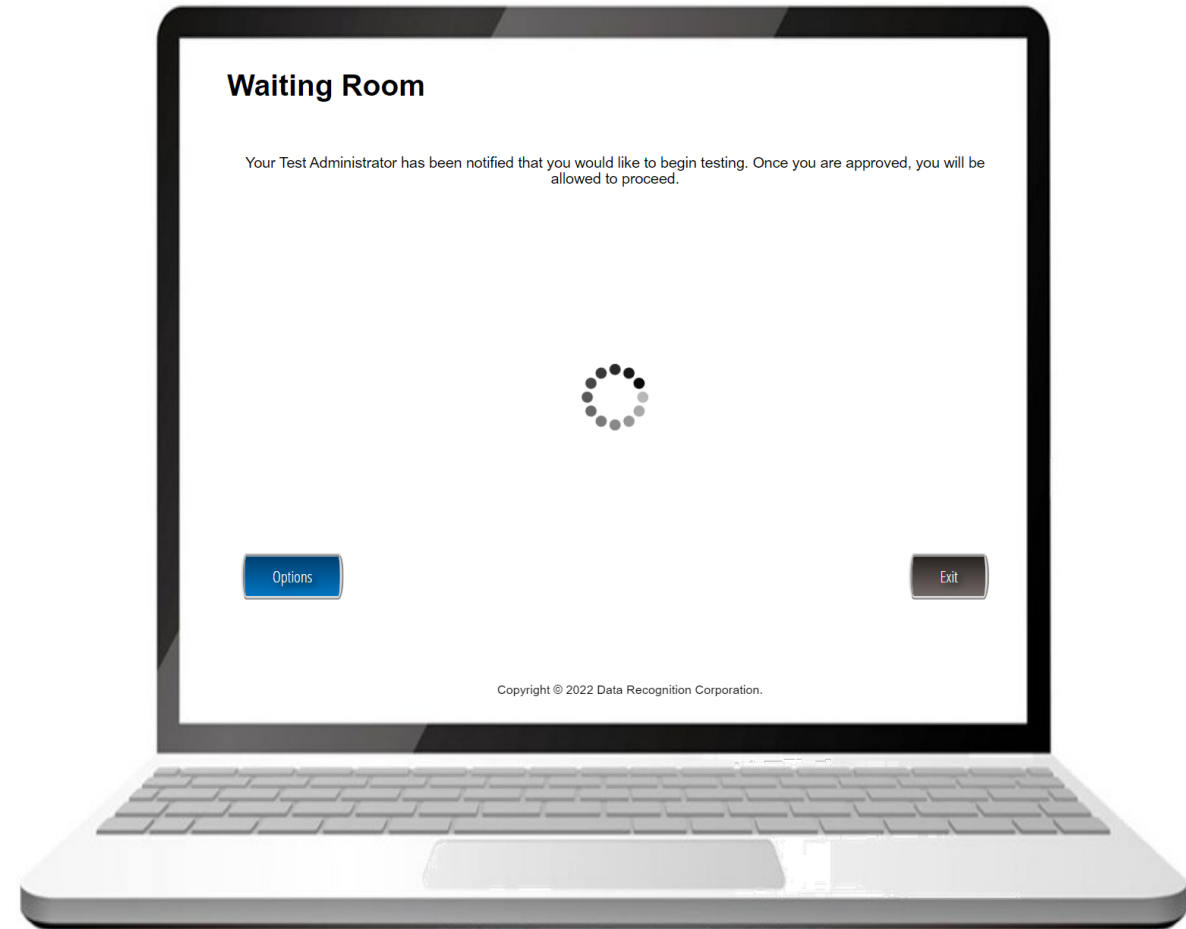 Waiting Room
Your Test Administrator has been notified that you would like to begin testing. Once you are approved, you will be
allowed to proceed.
Options
Exit
Copyright © 2022 Data Recognition Corporation.